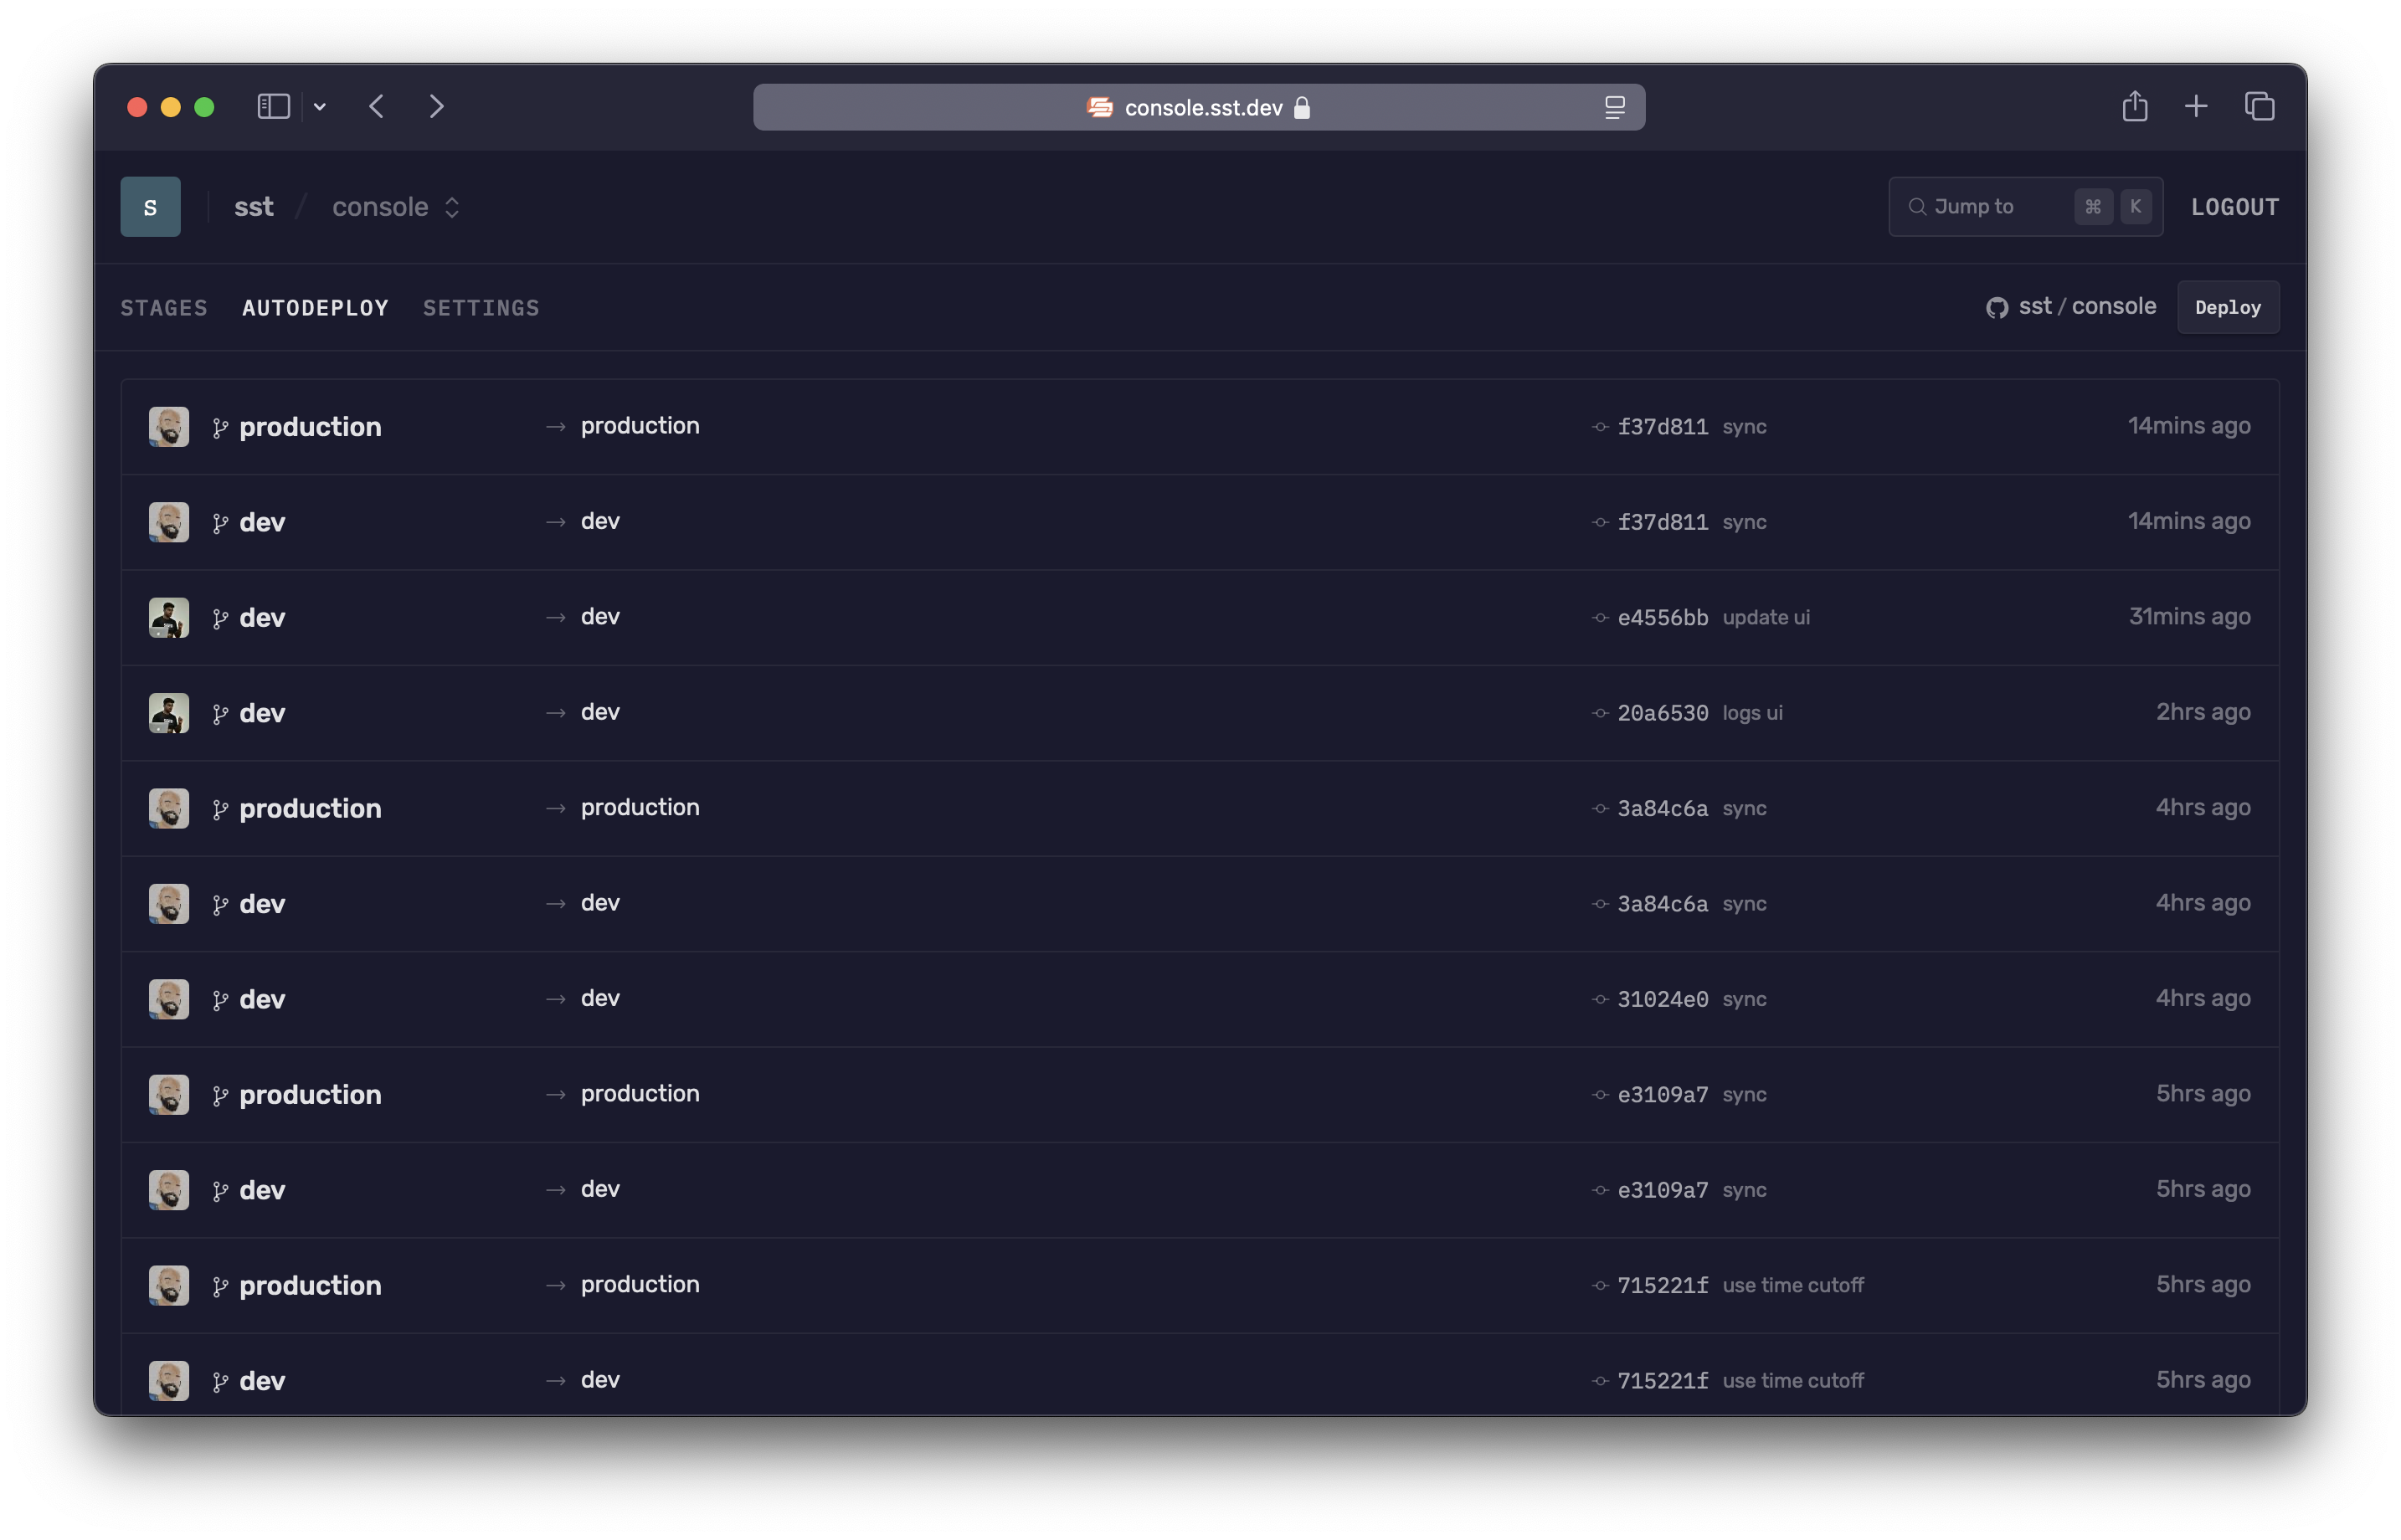 console.sst.dev
S sst / console Jump to ⌘ K LOGOUT
STAGES AUTODEPLOY SETTINGS sst / console Deploy
production → production f37d811 sync 14mins ago
dev → dev f37d811 sync 14mins ago
dev → dev e4556bb update ui 31mins ago
dev → dev 20a6530 logs ui 2hrs ago
production → production 3a84c6a sync 4hrs ago
dev → dev 3a84c6a sync 4hrs ago
dev → dev 31024e0 sync 4hrs ago
production → production e3109a7 sync 5hrs ago
dev → dev e3109a7 sync 5hrs ago
production → production 715221f use time cutoff 5hrs ago
dev → dev 715221f use time cutoff 5hrs ago